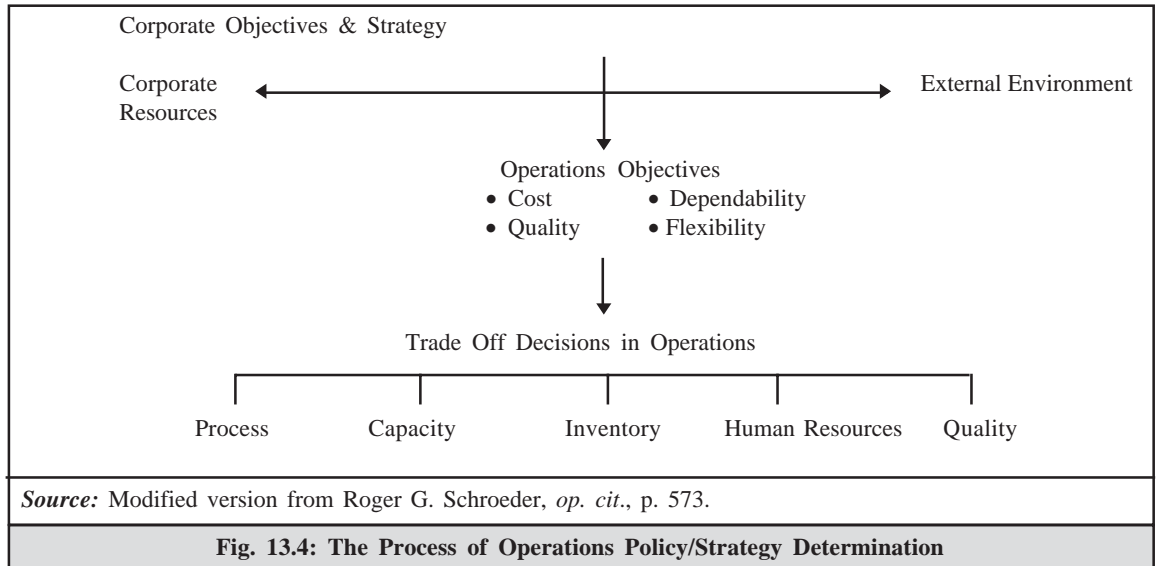 Corporate Objectives & Strategy
Corporate
Resources
External Environment
Operations Objectives
• Cost • Dependability
• Quality • Flexibility
Trade Off Decisions in Operations
Process Capacity Inventory Human Resources Quality
Source: Modified version from Roger G. Schroeder, op. cit., p. 573.
Fig. 13.4: The Process of Operations Policy/Strategy Determination